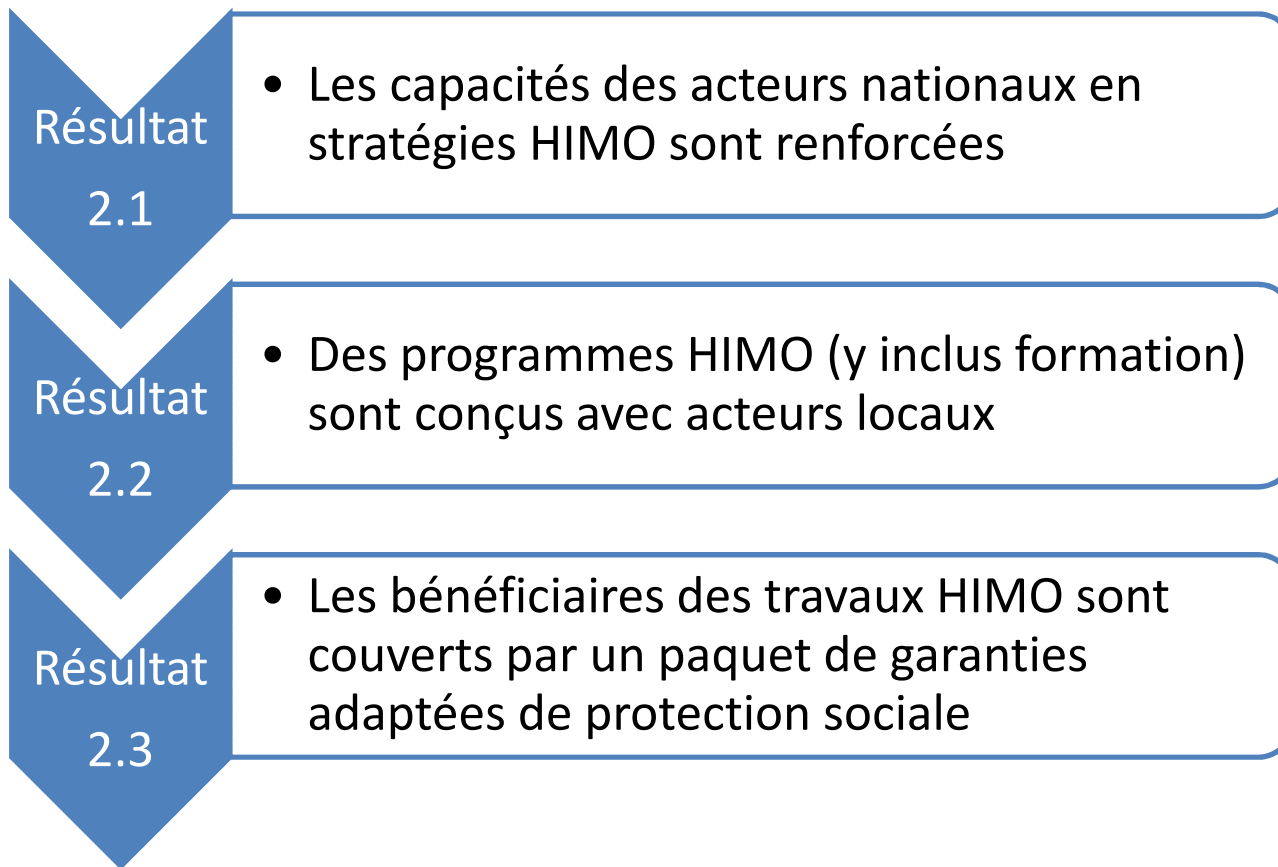 Résultat
2.1
• Les capacités des acteurs nationaux en
stratégies HIMO sont renforcées
Résultat
2.2
• Des programmes HIMO (y inclus formation)
sont conçus avec acteurs locaux
Résultat
2.3
• Les bénéficiaires des travaux HIMO sont
couverts par un paquet de garanties
adaptées de protection sociale